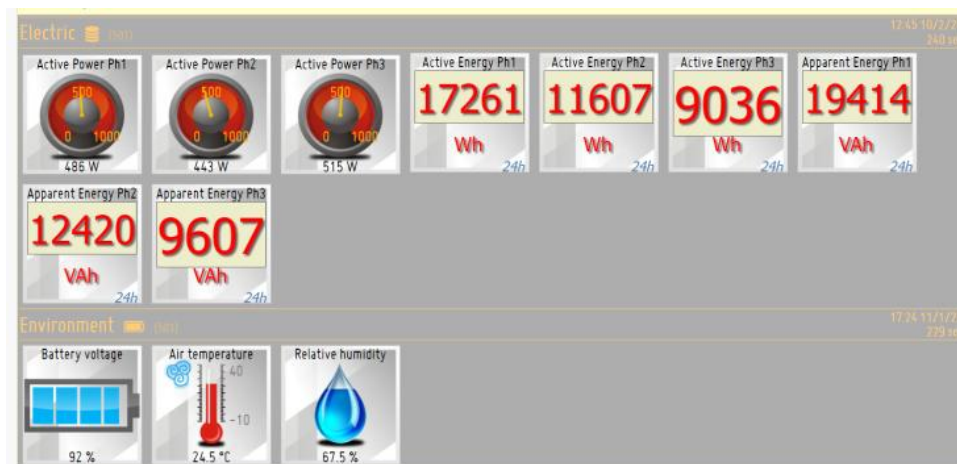 Electric (501)
17:45 10/2/2
240 se
Active Power Ph1
500
0 1000
486 W
Active Power Ph2
500
0 1000
443 W
Active Power Ph3
500
0 1000
515 W
Active Energy Ph1
17261
Wh
24h
Active Energy Ph2
11607
Wh
24h
Active Energy Ph3
9036
Wh
24h
Apparent Energy Ph1
19414
VAh
24h
Apparent Energy Ph2
12420
VAh
24h
Apparent Energy Ph3
9607
VAh
24h
Environment
17:24 11/1/2
229 se
Battery voltage
92 %
Air temperature
40
-10
24.5 °C
Relative humidity
67.5 %